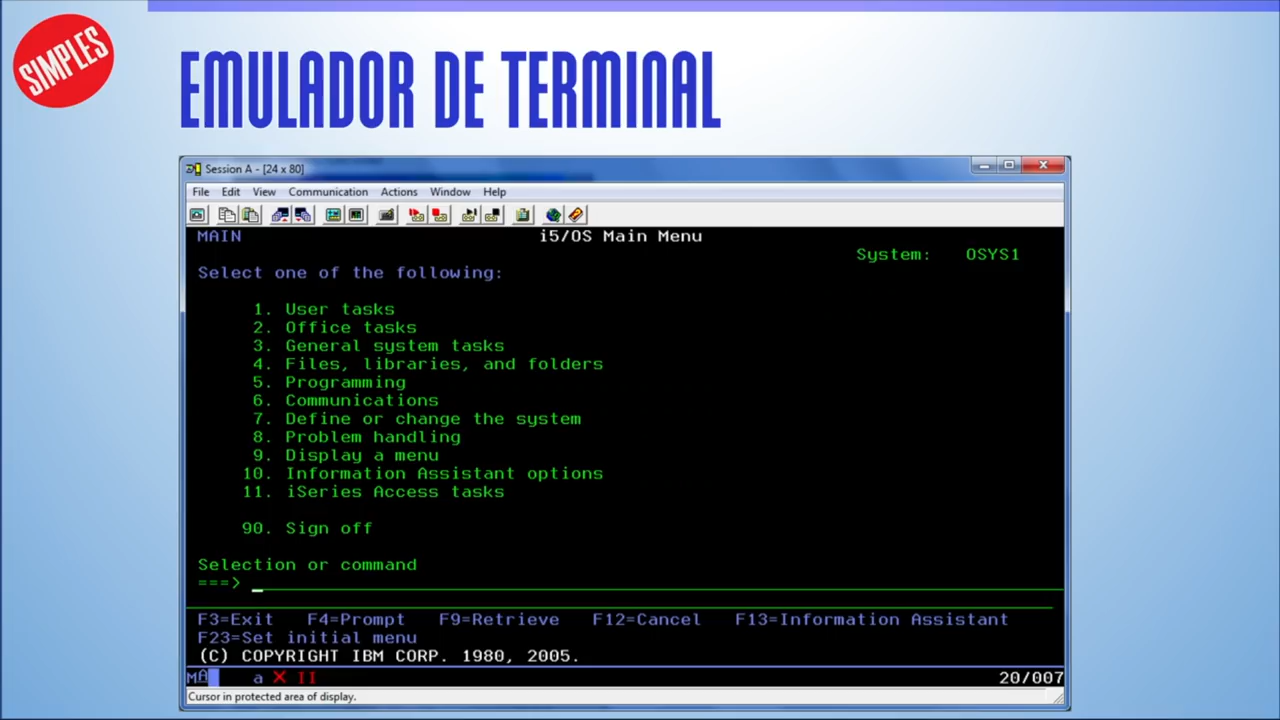 SIMPLES
EMULADOR DE TERMINAL
Session A - [24 x 80]
File Edit View Communication Actions Window Help
MAIN i5/OS Main Menu
System: OSYS1
Select one of the following:
1. User tasks
2. Office tasks
3. General system tasks
4. Files, libraries, and folders
5. Programming
6. Communications
7. Define or change the system
8. Problem handling
9. Display a menu
10. Information Assistant options
11. iSeries Access tasks
90. Sign off
Selection or command
===>
F3=Exit F4=Prompt F9=Retrieve F12=Cancel F13=Information Assistant
F23=Set initial menu
(C) COPYRIGHT IBM CORP. 1980, 2005.
MA a X II 20/007
Cursor in protected area of display.